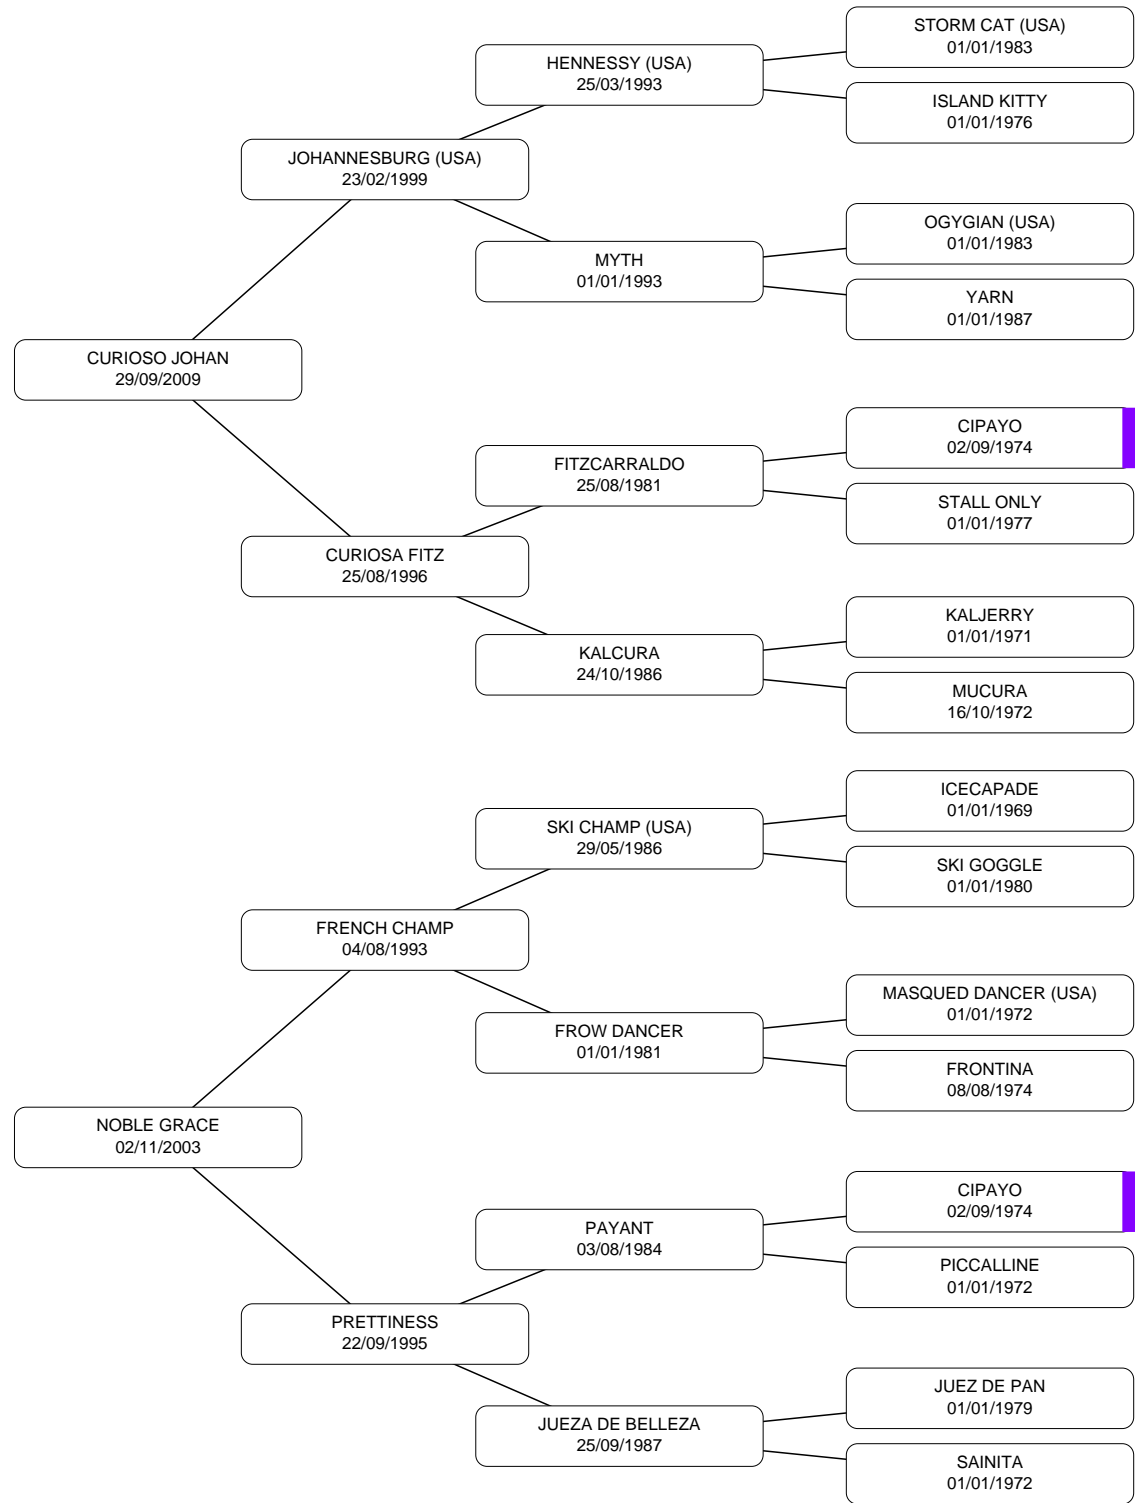 STORM CAT (USA)
01/01/1983
HENNESSY (USA)
25/03/1993
ISLAND KITTY
01/01/1976
JOHANNESBURG (USA)
23/02/1999
OGYGIAN (USA)
01/01/1983
MYTH
01/01/1993
YARN
01/01/1987
CURIOSO JOHAN
29/09/2009
CIPAYO
02/09/1974
FITZCARRALDO
25/08/1981
STALL ONLY
01/01/1977
CURIOSA FITZ
25/08/1996
KALJERRY
01/01/1971
KALCURA
24/10/1986
MUCURA
16/10/1972
ICECAPADE
01/01/1969
SKI CHAMP (USA)
29/05/1986
SKI GOGGLE
01/01/1980
FRENCH CHAMP
04/08/1993
MASQUED DANCER (USA)
01/01/1972
FROW DANCER
01/01/1981
FRONTINA
08/08/1974
NOBLE GRACE
02/11/2003
CIPAYO
02/09/1974
PAYANT
03/08/1984
PICCALLINE
01/01/1972
PRETTINESS
22/09/1995
JUEZ DE PAN
01/01/1979
JUEZA DE BELLEZA
25/09/1987
SAINITA
01/01/1972